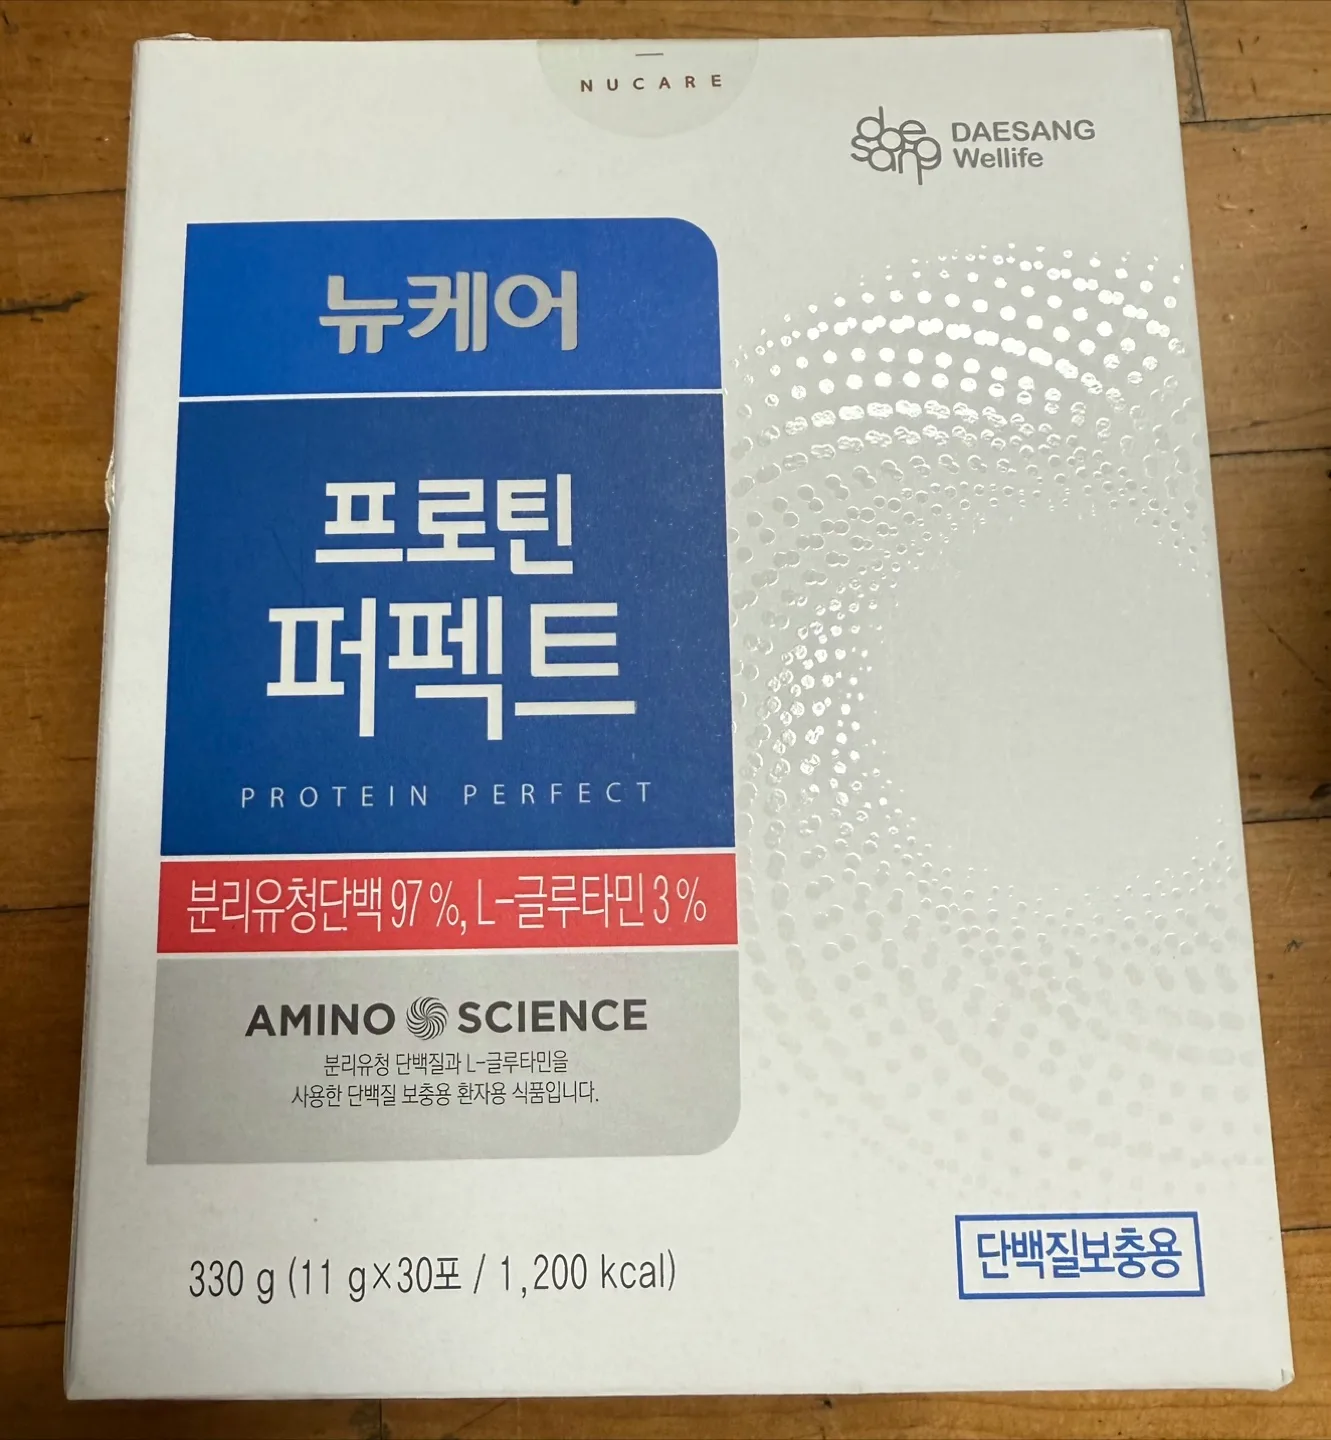 NUCARE
daesang
DAESANG
Wellife
뉴케어
프로틴
퍼펙트
PROTEIN PERFECT
분리유청단백 97%, L-글루타민 3%
AMINO SCIENCE
분리유청 단백질과 L-글루타민을
사용한 단백질 보충용 환자용 식품입니다.
330 g (11 g×30포 / 1,200 kcal)
단백질보충용